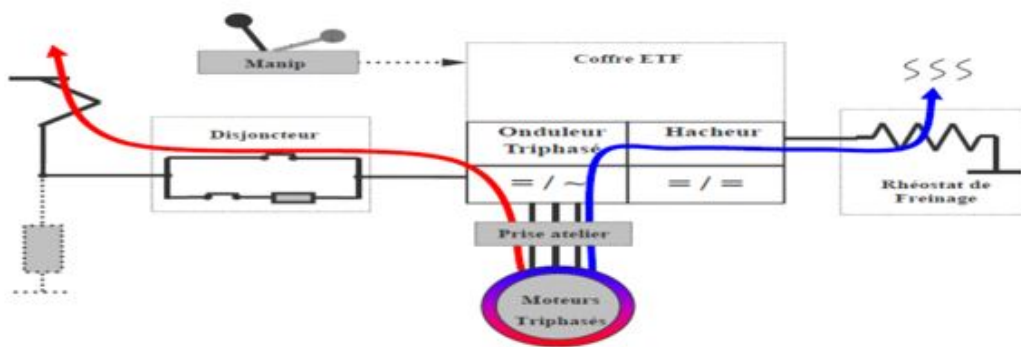 Manip
Coffre ETF
Disjoncteur
Onduleur
Triphasé
Hacheur
= / ~
= / =
Rhéostat de
Freinage
Prise atelier
Moteurs
Triphasés